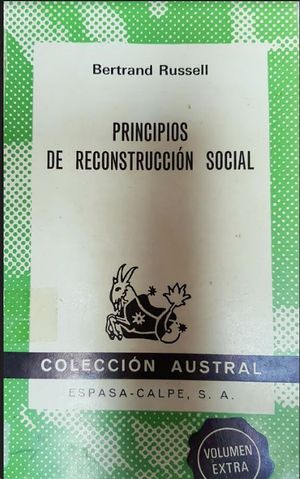 Bertrand Russell
PRINCIPIOS
DE RECONSTRUCCIÓN SOCIAL
COLECCIÓN AUSTRAL
ESPASA-CALPE, S. A.
VOLUMEN
EXTRA